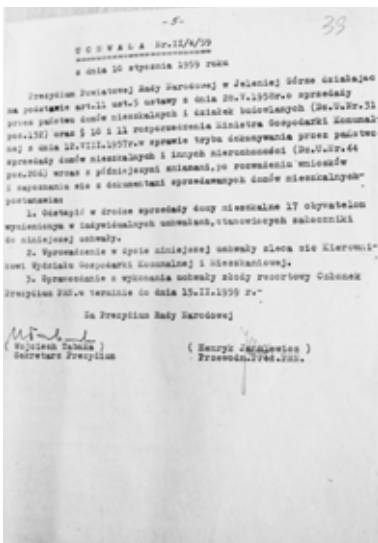 - 5 -
39
U C H W A Ł A Nr.II/4/59
z dnia 10 stycznia 1959 roku
Prezydium Powiatowej Rady Narodowej w Jeleniej Górze działając
na podstawie art.11 ust.5 ustawy z dnia 28.V.1958r.o sprzedaży
przez państwo domów mieszkalnych i działek budowlanych (Dz.U.Nr.31
poz.132) oraz § 10 i 11 rozporządzenia Ministra Gospodarki Komunal-
nej z dnia 12.VIII.1957r.w sprawie trybu dokonywania przez państwo
sprzedaży domów mieszkalnych i innych nieruchomości (Dz.U.Nr.44
poz.206) wraz z późniejszymi zmianami,po rozważeniu wniosków
i zapoznaniu się z dokumentami sprzedawanych domów mieszkalnych-
postanawia:
1. Odstąpić w drodze sprzedaży domy mieszkalne 17 obywatelom
wymienionym w indywidualnych uchwałach,stanowiących załączniki
do niniejszej uchwały.
2. Wprowadzenie w życie niniejszej uchwały zleca się Kierowni-
kowi Wydziału Gospodarki Komunalnej i Mieszkaniowej.
3. Sprawozdanie z wykonania uchwały złoży resortowy Członek
Prezydium PRN.w terminie do dnia 15.II.1959 r.-
Za Prezydium Rady Narodowej
( Wojciech Tabaka )
Sekretarz Prezydium
( Henryk )
Przewodn.Prez.PRN.